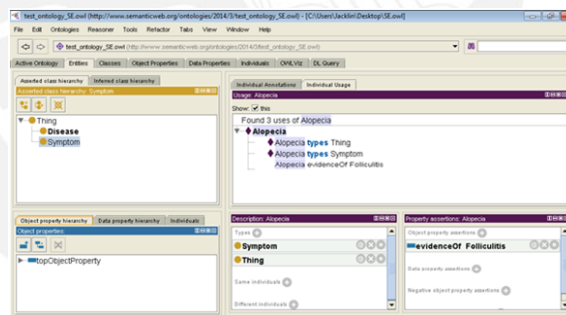 test_ontology_SE.owl (http://www.semanticweb.org/ontologies/2014/3/test_ontology_SE.owl) - [C:\Users\Jacklin\Desktop\SE.owl]
File Edit Ontologies Reasoner Tools Refactor Tabs View Window Help
test_ontology_SE.owl (http://www.semanticweb.org/ontologies/2014/3/test_ontology_SE.owl)
Active Ontology Entities Classes Object Properties Data Properties Individuals OWLViz DL Query
Asserted class hierarchy Inferred class hierarchy
Asserted class hierarchy: Symptom
Thing
Disease
Symptom
Individual Annotations Individual Usage
Usage: Alopecia
Show: this
Found 3 uses of Alopecia
Alopecia
Alopecia types Thing
Alopecia types Symptom
Alopecia evidenceOf Folliculitis
Object property hierarchy Data property hierarchy Individuals
Object properties:
topObjectProperty
Description: Alopecia
Types
Symptom
Thing
Same individuals
Different individuals
Property assertions: Alopecia
Object property assertions
evidenceOf Folliculitis
Data property assertions
Negative object property assertions